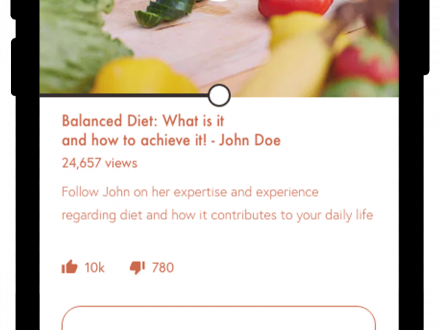 Balanced Diet: What is it
and how to achieve it! - John Doe
24,657 views
Follow John on her expertise and experience
regarding diet and how it contributes to your daily life
10k 780